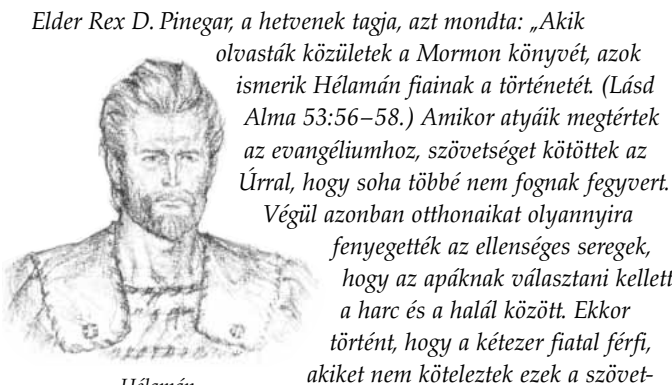 Elder Rex D. Pinegar, a hetvenek tagja, azt mondta: „Akik
olvasták közületek a Mormon könyvét, azok
ismerik Hélamán fiainak a történetét. (Lásd
Alma 53:56–58.) Amikor atyáik megtértek
az evangéliumhoz, szövetséget kötöttek az
Úrral, hogy soha többé nem fognak fegyvert.
Végül azonban otthonaikat olyannyira
fenyegették az ellenséges seregek,
hogy az apáknak választani kellett
a harc és a halál között. Ekkor
történt, hogy a kétezer fiatal férfi,
akiket nem köteleztek ezek a szövet-
Hélamán